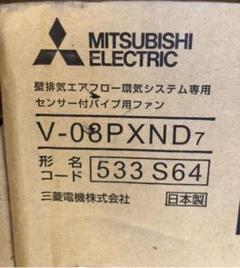 MITSUBISHI
ELECTRIC
壁排気エアフロー環気システム専用
センサー付パイプ用ファン
V-08PXND7
形名
コード 533 S64
三菱電機株式会社 日本製